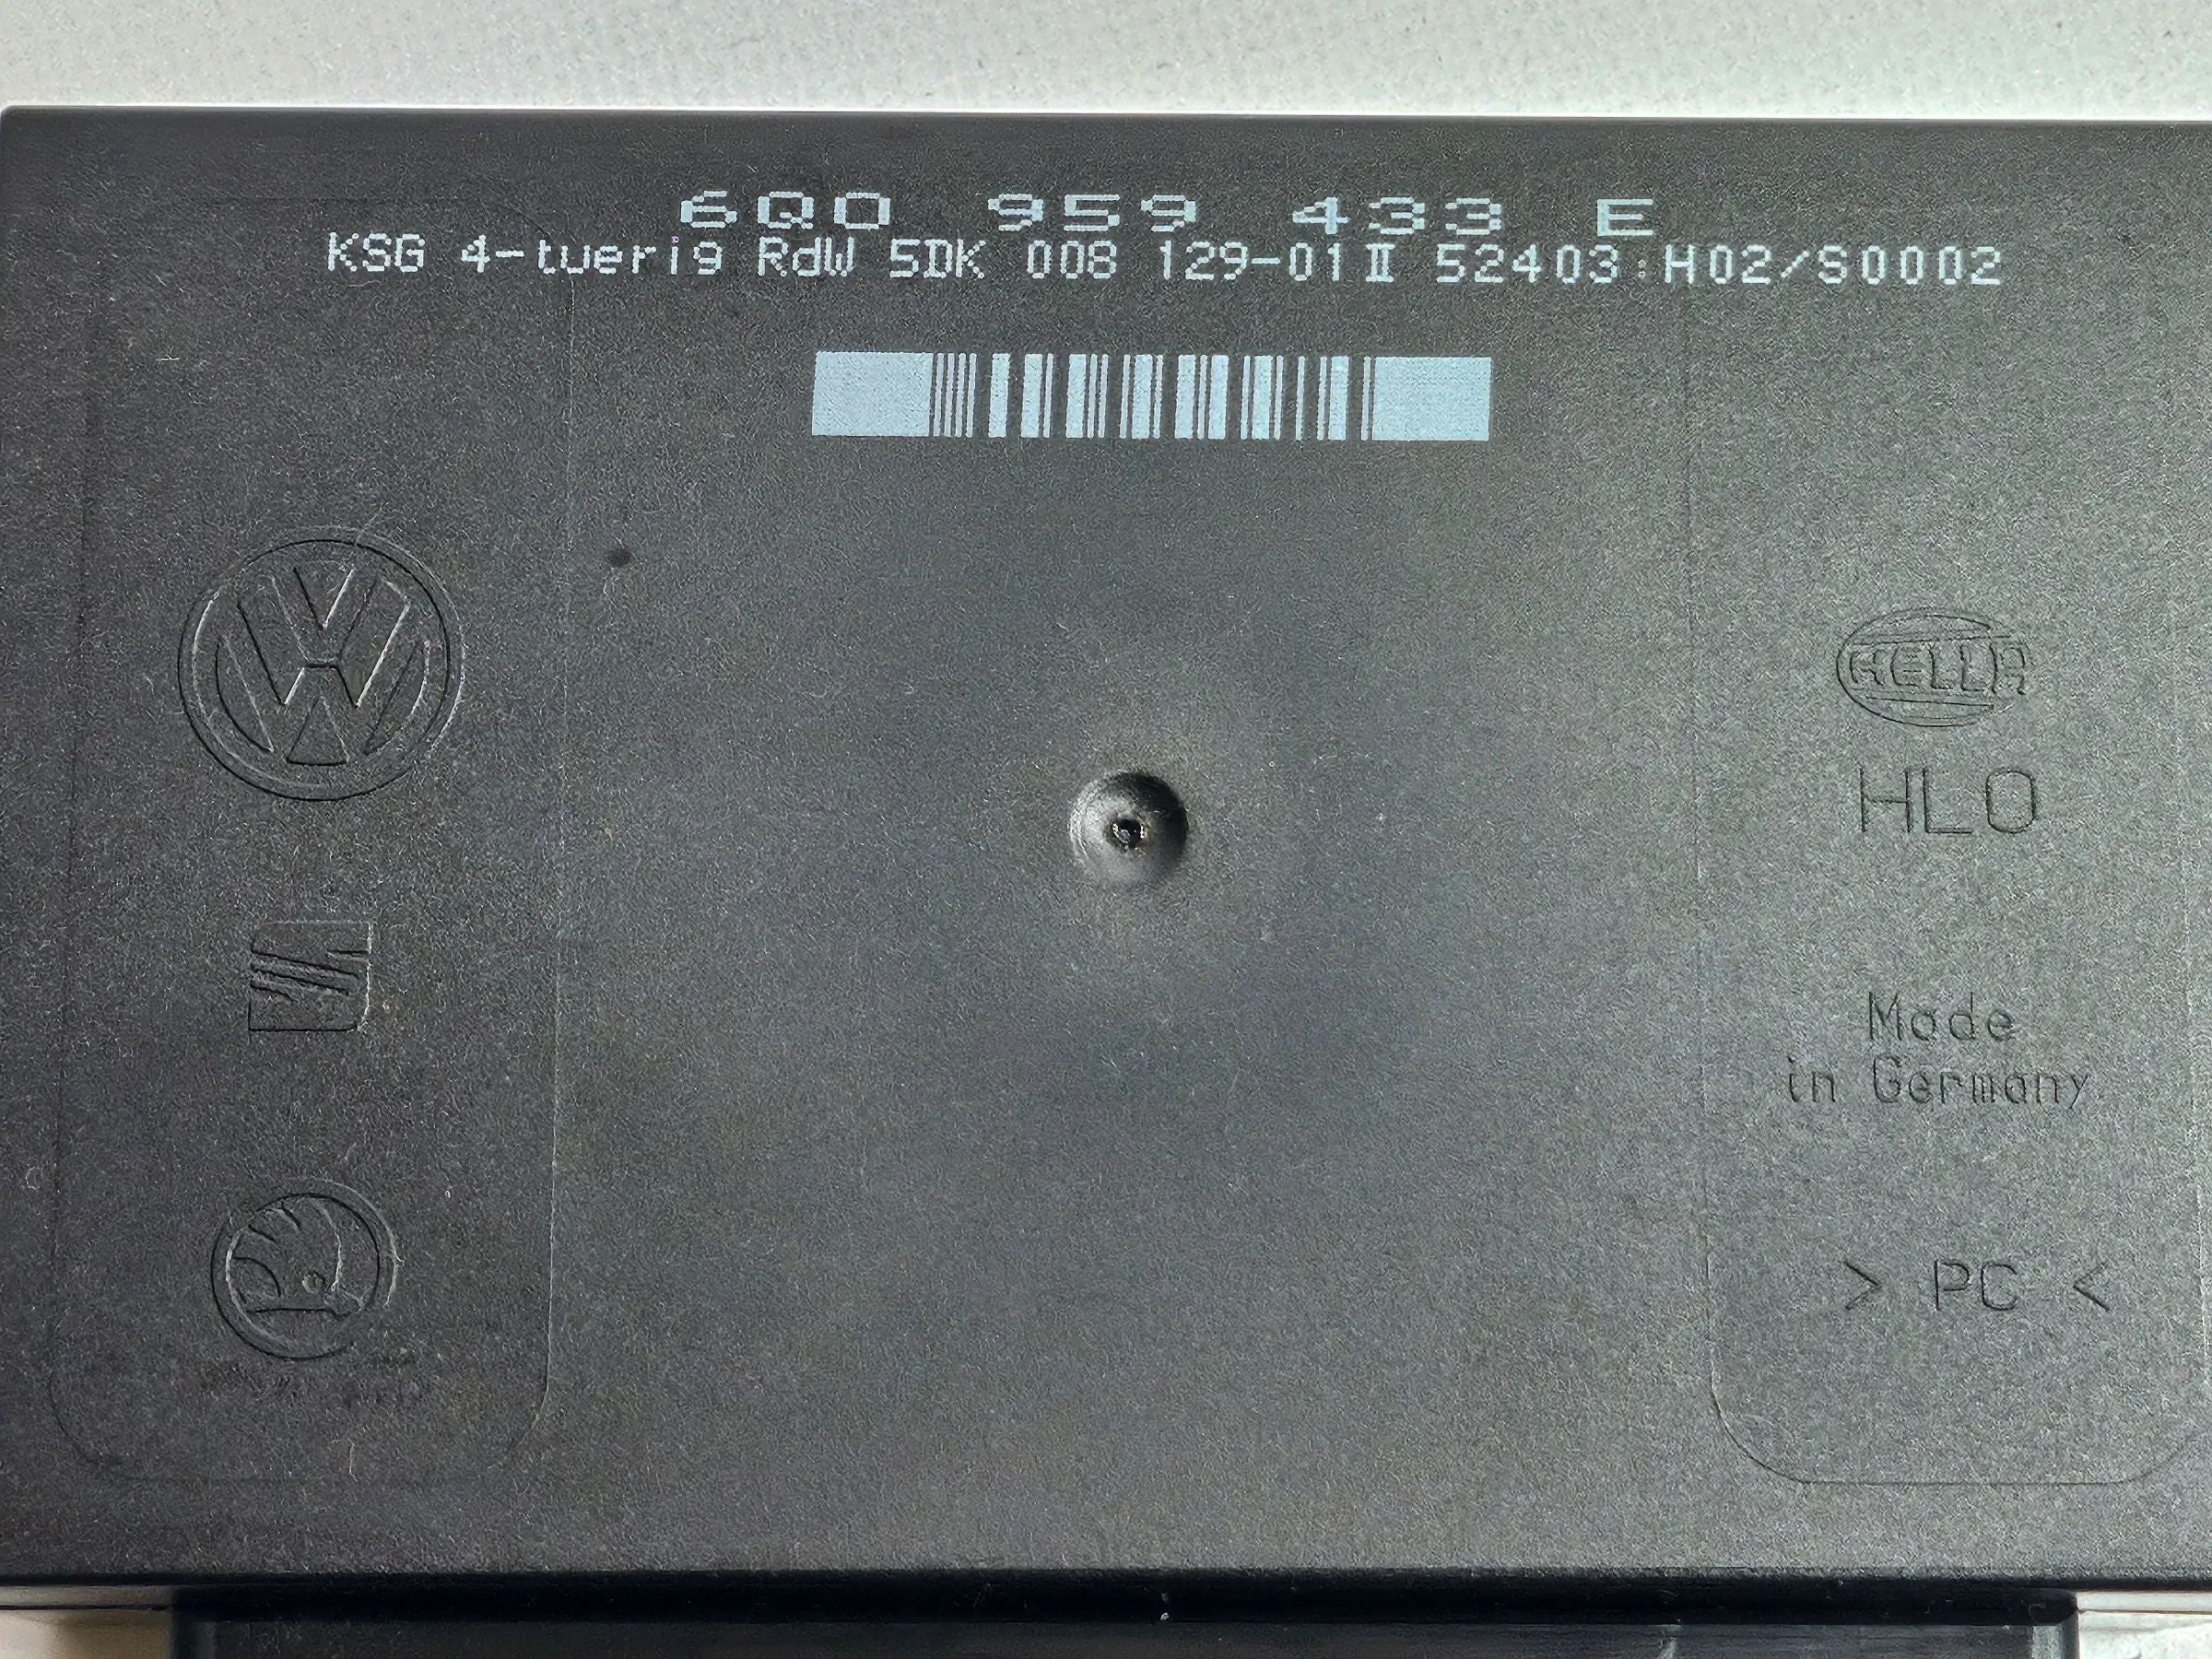 6Q0 959 433 E
KSG 4-tuerig RdW 5DK 008 129-01 II 52403:H02/S0002
HELLA
HLO
Made
in Germany
> PC <